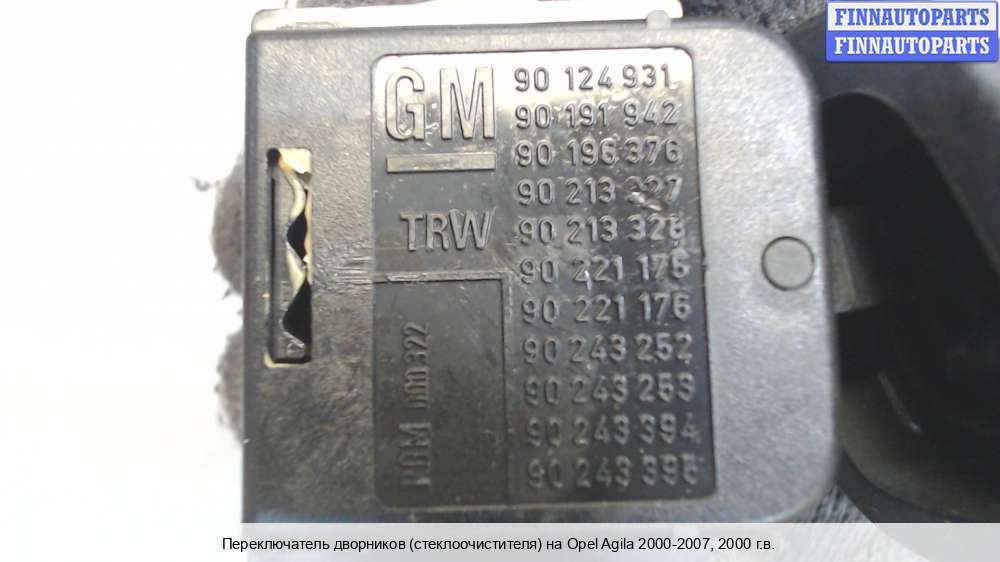 FINNAUTOPARTS
FINNAUTOPARTS
GM
TRW
90 124 931
90 191 942
90 196 376
90 213 327
90 213 326
90 221 175
90 221 176
90 243 252
90 243 253
90 243 394
90 243 395
PDM 000322
Переключатель дворников (стеклоочистителя) на Opel Agila 2000-2007, 2000 г.в.